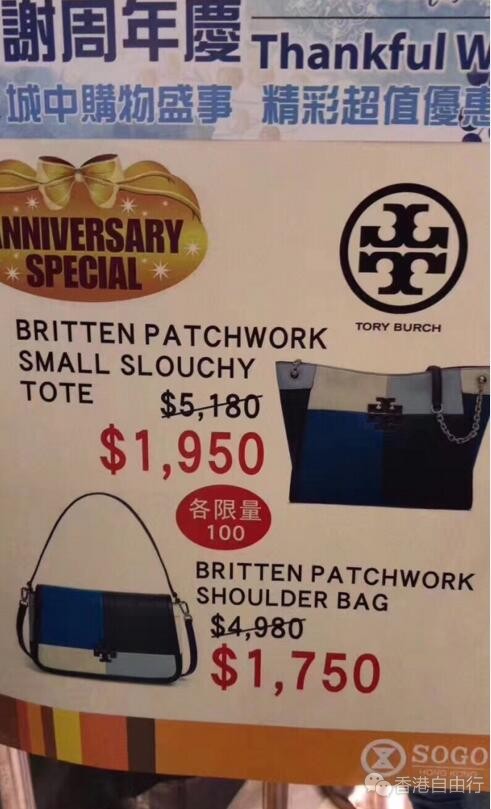 謝周年慶
Thankful W
城中購物盛事 精彩超值優惠
ANNIVERSARY
SPECIAL
TORY BURCH
BRITTEN PATCHWORK
SMALL SLOUCHY
TOTE
$5,180
$1,950
各限量
100
BRITTEN PATCHWORK
SHOULDER BAG
$4,980
$1,750
SOGO
HONG KONG
香港自由行